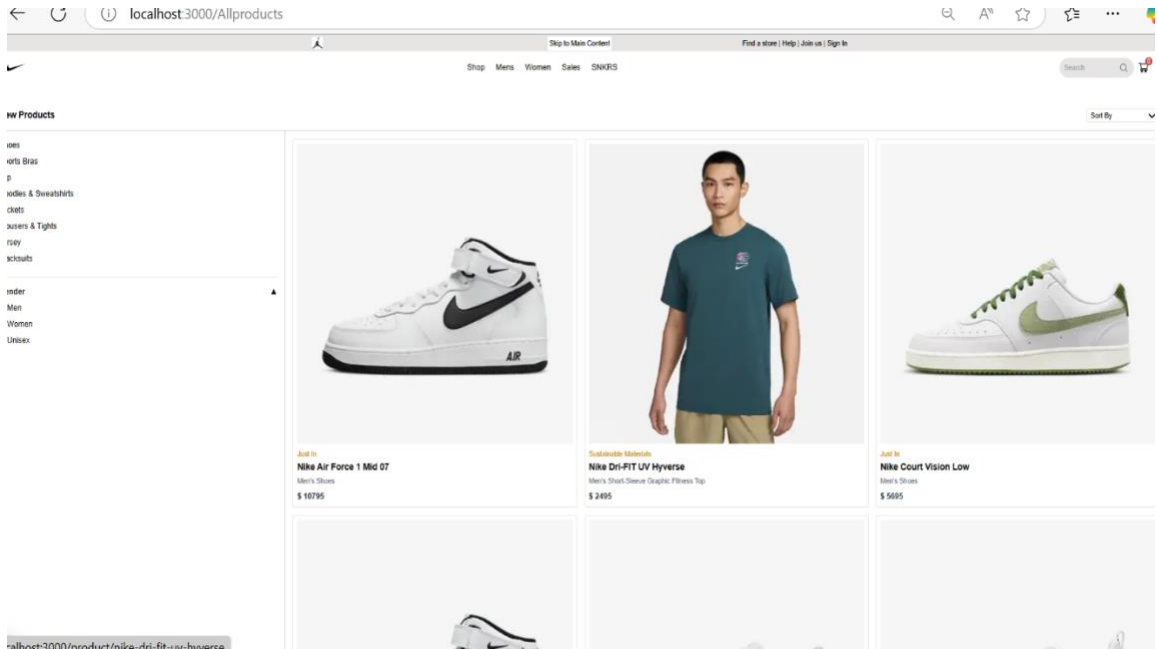 localhost:3000/Allproducts
Skip to Main Content
Find a store | Help | Join us | Sign In
Shop Mens Women Sales SNKRS
Search
0
ew Products
Sort By
oes
orts Bras
p
oodies & Sweatshirts
ckets
ousers & Tights
rsey
acksuits
ender
Men
Women
Unisex
AIR
Just In
Nike Air Force 1 Mid 07
Men's Shoes
$ 10795
Sustainable Materials
Nike Dri-FIT UV Hyverse
Men's Short-Sleeve Graphic Fitness Top
$ 2495
Just In
Nike Court Vision Low
Men's Shoes
$ 5695
calhost:3000/product/nike-dri-fit-uv-hyverse